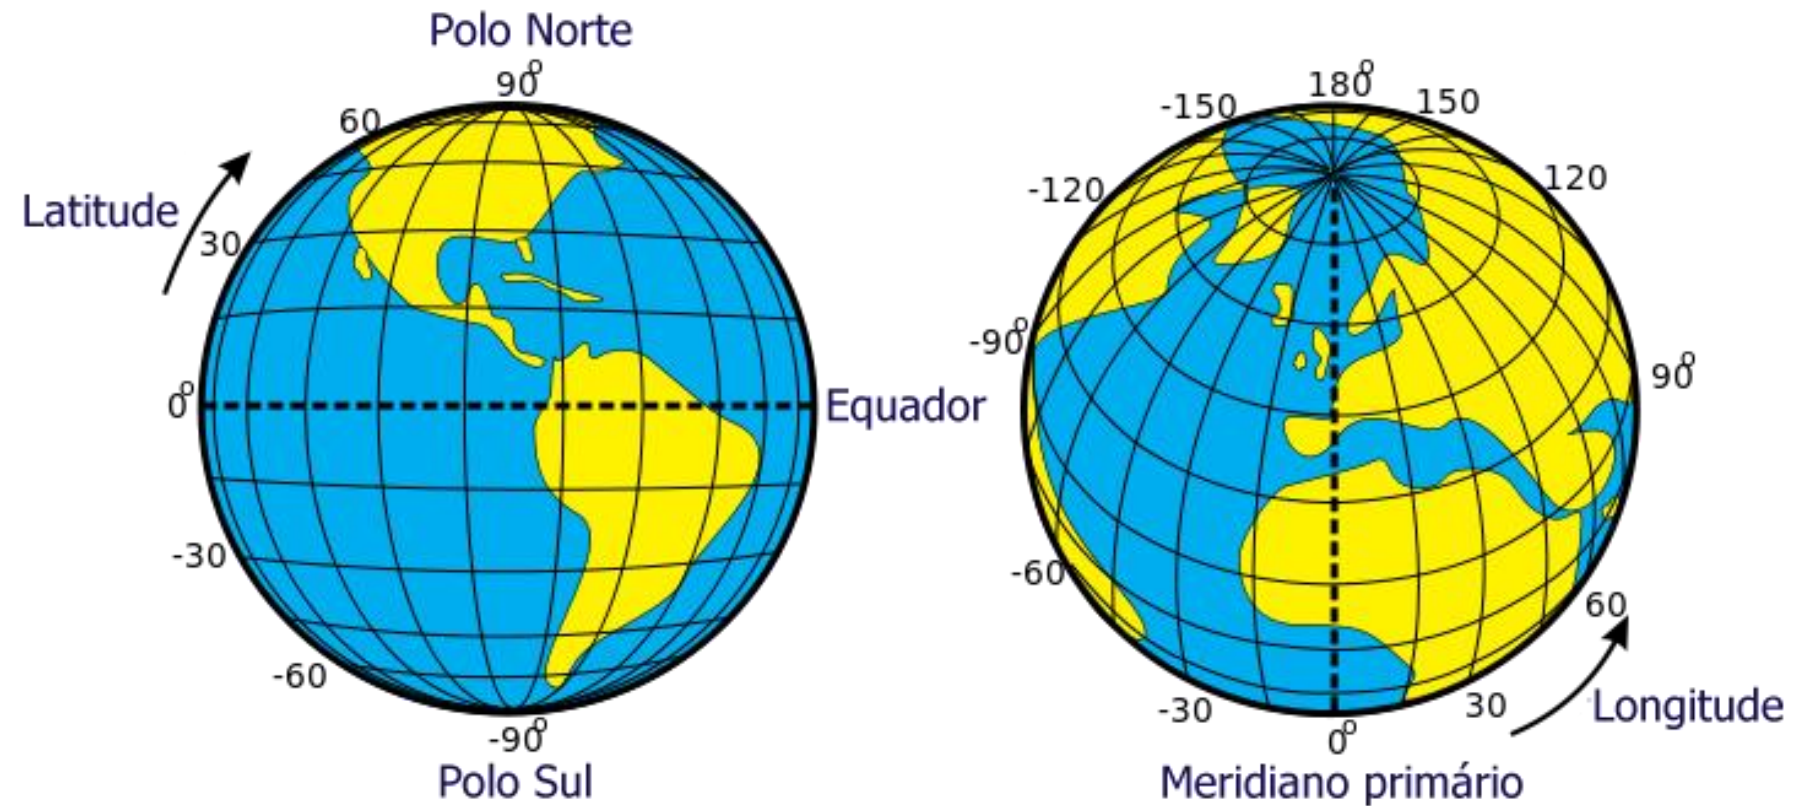 Polo Norte
90º
60
Latitude
30
0º
Equador
-30
-60
-90º
Polo Sul
180º
-150
150
-120
120
-90º
90º
-60
60
-30
30
Longitude
0º
Meridiano primário